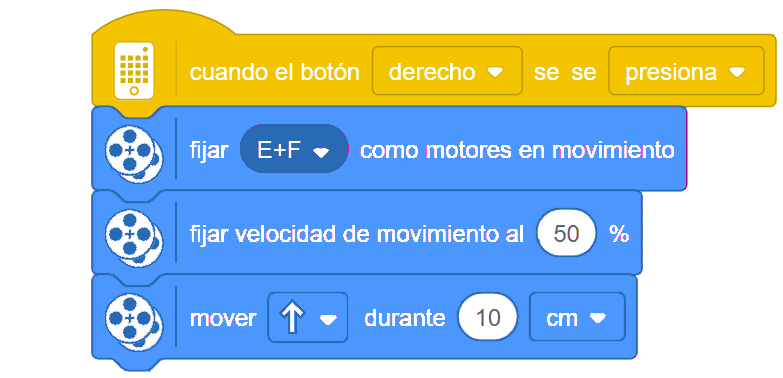 cuando el botón derecho se se presiona
fijar E+F como motores en movimiento
fijar velocidad de movimiento al 50 %
mover durante 10 cm